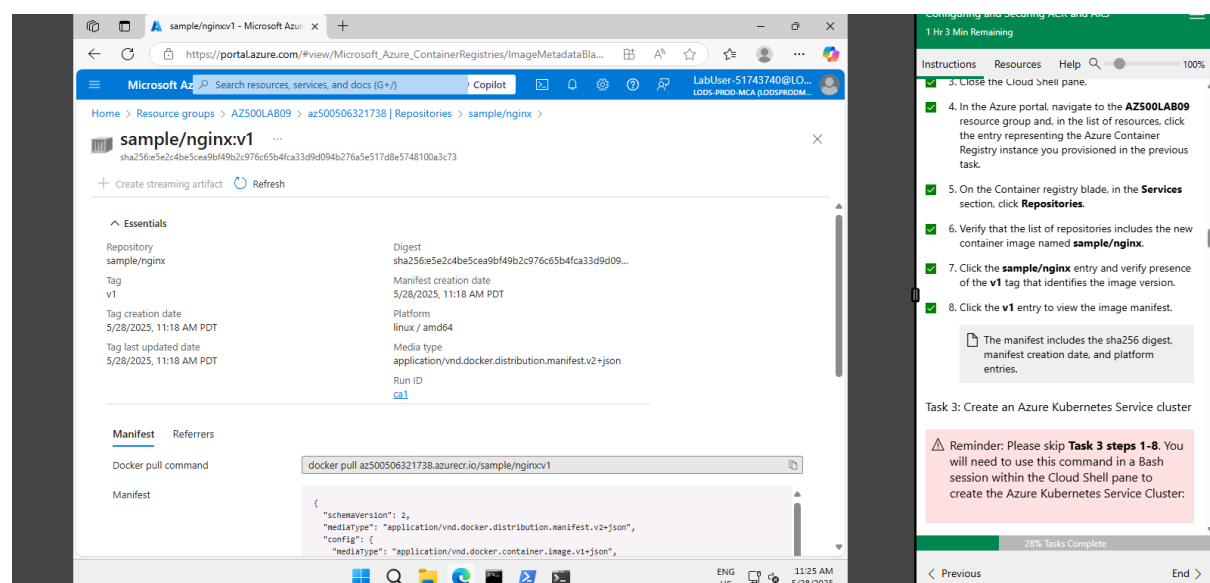 sample/nginx:v1 - Microsoft Azur
https://portal.azure.com/#view/Microsoft_Azure_ContainerRegistries/ImageMetadataBla...
Microsoft Az
Search resources, services, and docs (G+/)
Copilot
LabUser-51743740@LO...
LODS-PROD-MCA (LODSPRODM...
Home > Resource groups > AZ500LAB09 > az500506321738 | Repositories > sample/nginx >
sample/nginx:v1 ...
sha256:e5e2c4be5cea9bf49b2c976c65b4fca33d9d094b276a5e517d8e5748100a3c73
+ Create streaming artifact Refresh
Essentials
Repository
sample/nginx
Tag
v1
Tag creation date
5/28/2025, 11:18 AM PDT
Tag last updated date
5/28/2025, 11:18 AM PDT
Digest
sha256:e5e2c4be5cea9bf49b2c976c65b4fca33d9d09...
Manifest creation date
5/28/2025, 11:18 AM PDT
Platform
linux / amd64
Media type
application/vnd.docker.distribution.manifest.v2+json
Run ID
ca1
Manifest Referrers
Docker pull command
docker pull az500506321738.azurecr.io/sample/nginx:v1
Manifest
{
"schemaVersion": 2,
"mediaType": "application/vnd.docker.distribution.manifest.v2+json",
"config": {
"mediaType": "application/vnd.docker.container.image.v1+json",
ENG
11:25 AM
Configuring and Securing ACR and AKS
1 Hr 3 Min Remaining
Instructions Resources Help 100%
3. Close the Cloud Shell pane.
4. In the Azure portal, navigate to the AZ500LAB09
resource group and, in the list of resources, click
the entry representing the Azure Container
Registry instance you provisioned in the previous
task.
5. On the Container registry blade, in the Services
section, click Repositories.
6. Verify that the list of repositories includes the new
container image named sample/nginx.
7. Click the sample/nginx entry and verify presence
of the v1 tag that identifies the image version.
8. Click the v1 entry to view the image manifest.
The manifest includes the sha256 digest,
manifest creation date, and platform
entries.
Task 3: Create an Azure Kubernetes Service cluster
Reminder: Please skip Task 3 steps 1-8. You
will need to use this command in a Bash
session within the Cloud Shell pane to
create the Azure Kubernetes Service Cluster:
28% Tasks Complete
< Previous
End >